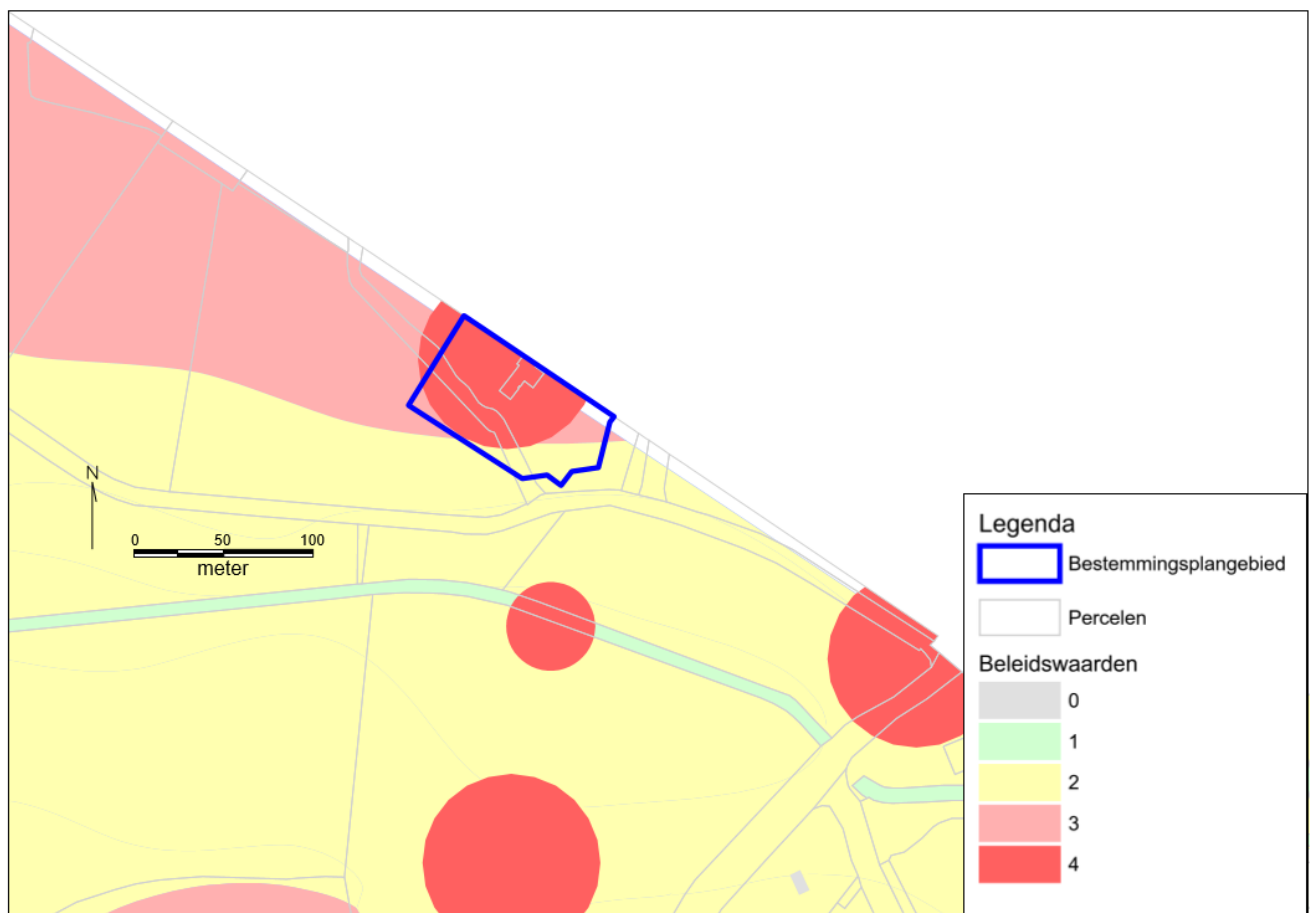 N
0 50 100
meter
Legenda
Bestemmingsplangebied
Percelen
Beleidswaarden
0
1
2
3
4